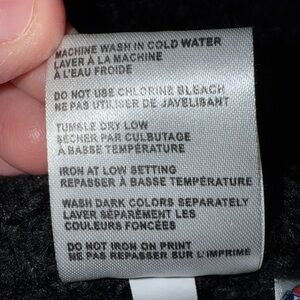 MACHINE WASH IN COLD WATER
LAVER À LA MACHINE
À L'EAU FROIDE
DO NOT USE CHLORINE BLEACH
NE PAS UTILISER DE JAVELISANT
TUMBLE DRY LOW
SÉCHER PAR CULBUTAGE
À BASSE TEMPÉRATURE
IRON AT LOW SETTING
REPASSER À BASSE TEMPÉRATURE
WASH DARK COLORS SEPARATELY
LAVER SÉPARÉMENT LES
COULEURS FONCÉES
DO NOT IRON ON PRINT
NE PAS REPASSER SUR L'IMPRIMÉ